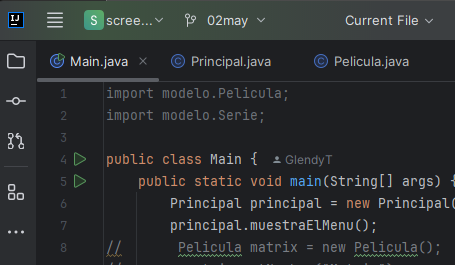 IJ
S scree... 02may Current File
Main.java Principal.java Pelicula.java
1 import modelo.Pelicula;
2 import modelo.Serie;
3
4 public class Main { GlendyT
5 public static void main(String[] args) {
6 Principal principal = new Principal(
7 principal.muestraElMenu();
8 // Pelicula matrix = new Pelicula();